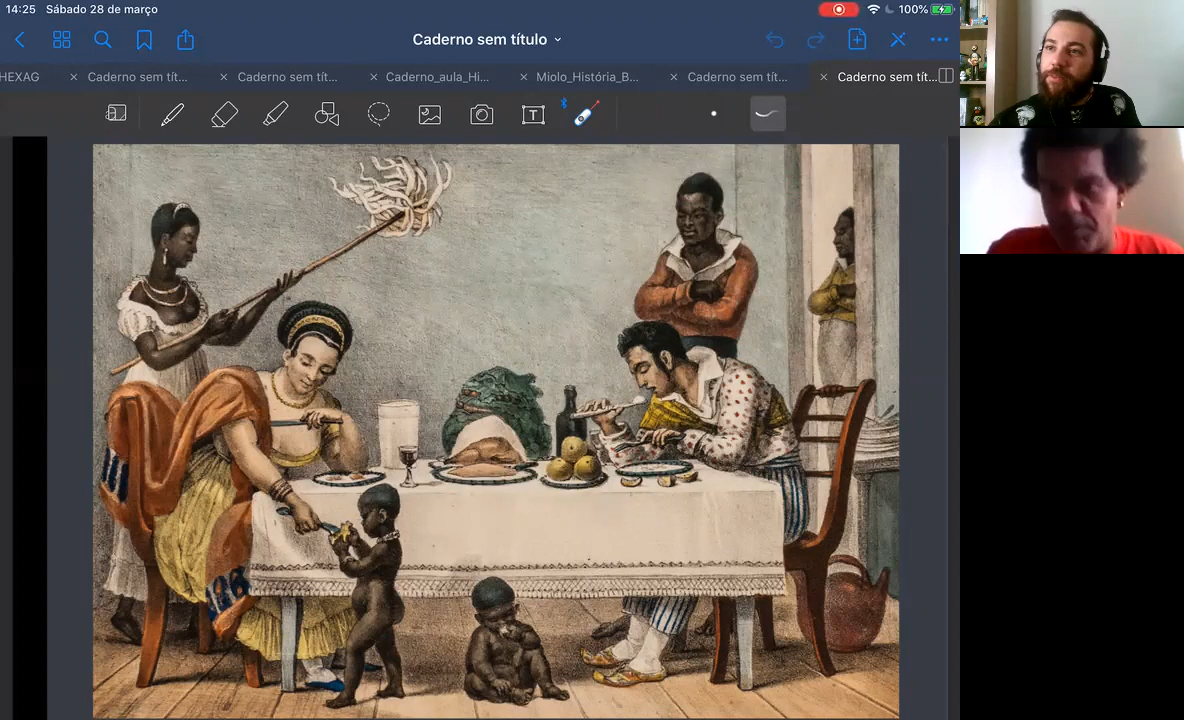 14:25 Sábado 28 de março 100%
Caderno sem título
HEXAG × Caderno sem tít... × Caderno sem tít... × Caderno_aula_Hi... × Miolo_História_B... × Caderno sem tít... × Caderno sem tít...
T